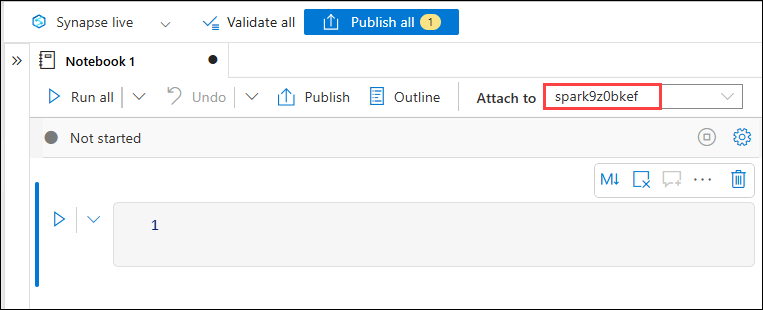 Synapse live Validate all Publish all 1
Notebook 1
Run all Undo Publish Outline Attach to spark9z0bkef
Not started
M↓
1